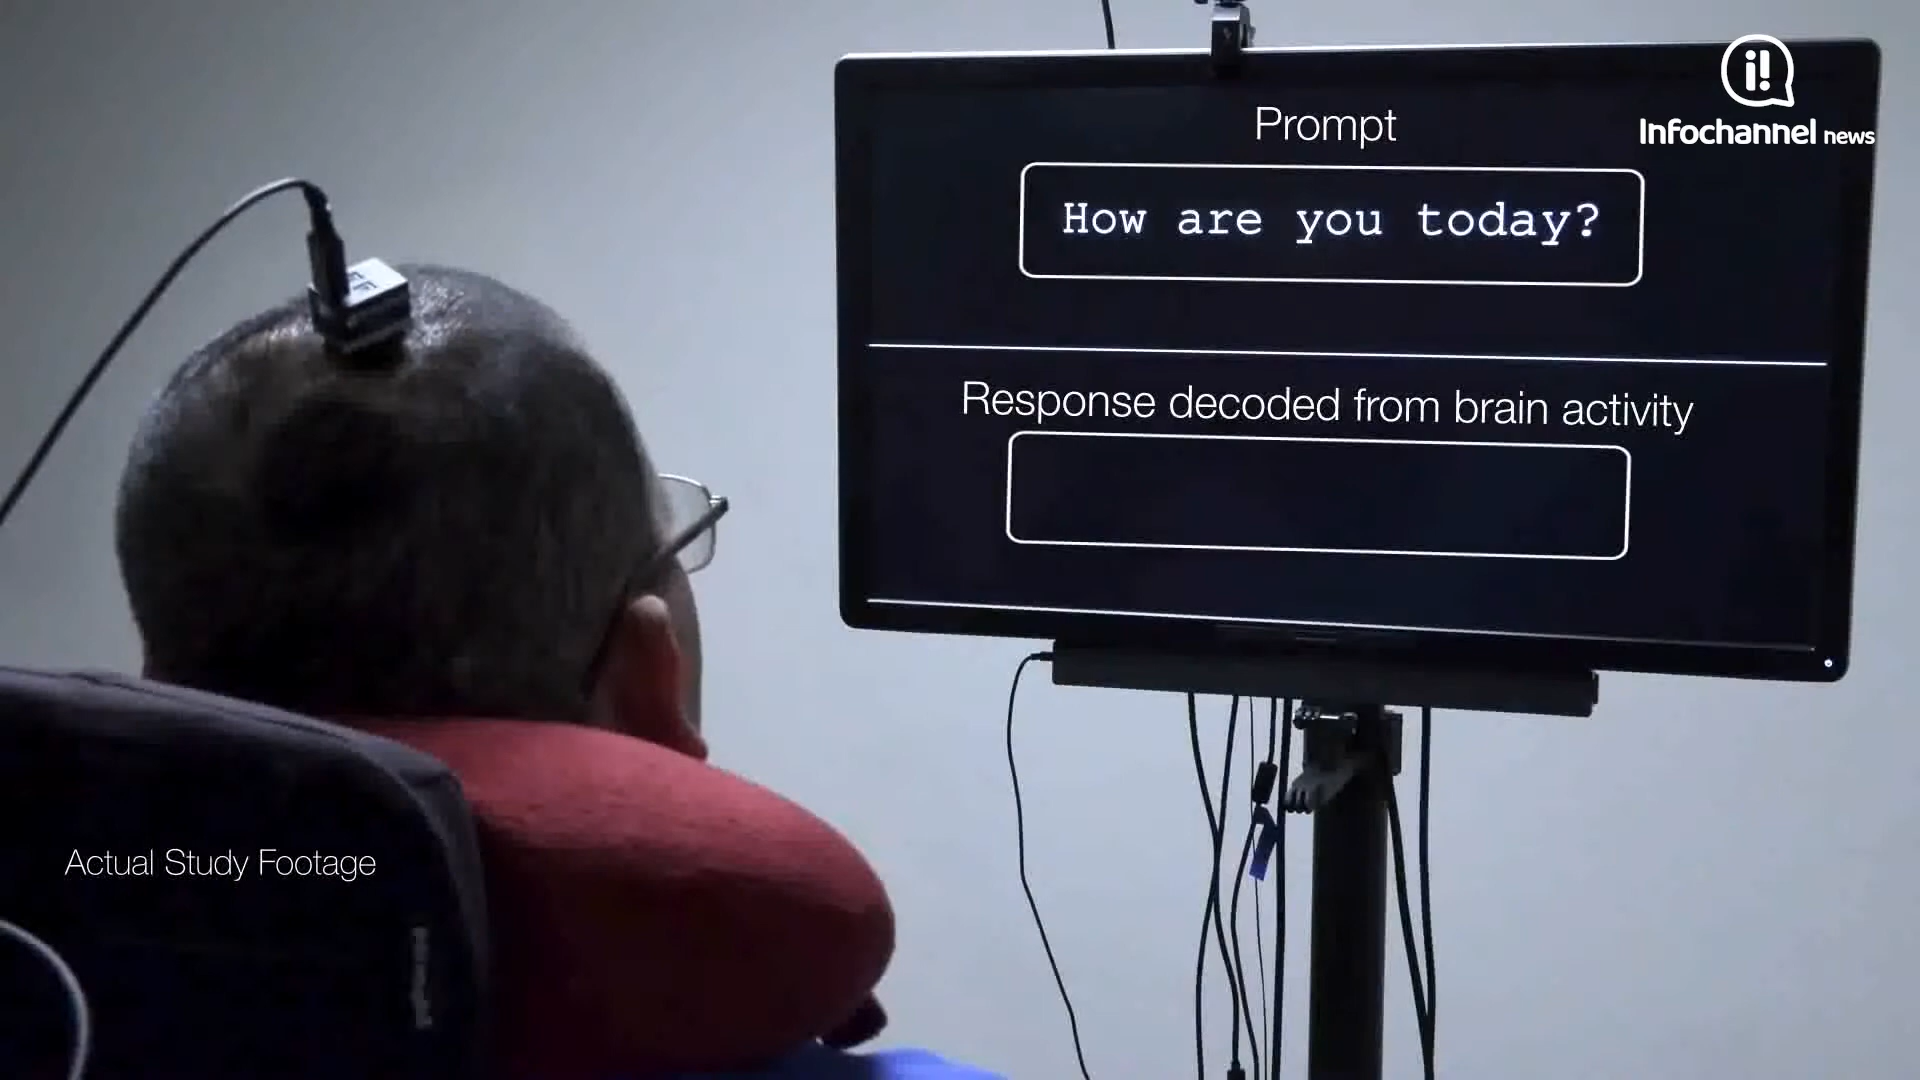 i!
Infochannel news
Prompt
How are you today?
Response decoded from brain activity
Actual Study Footage